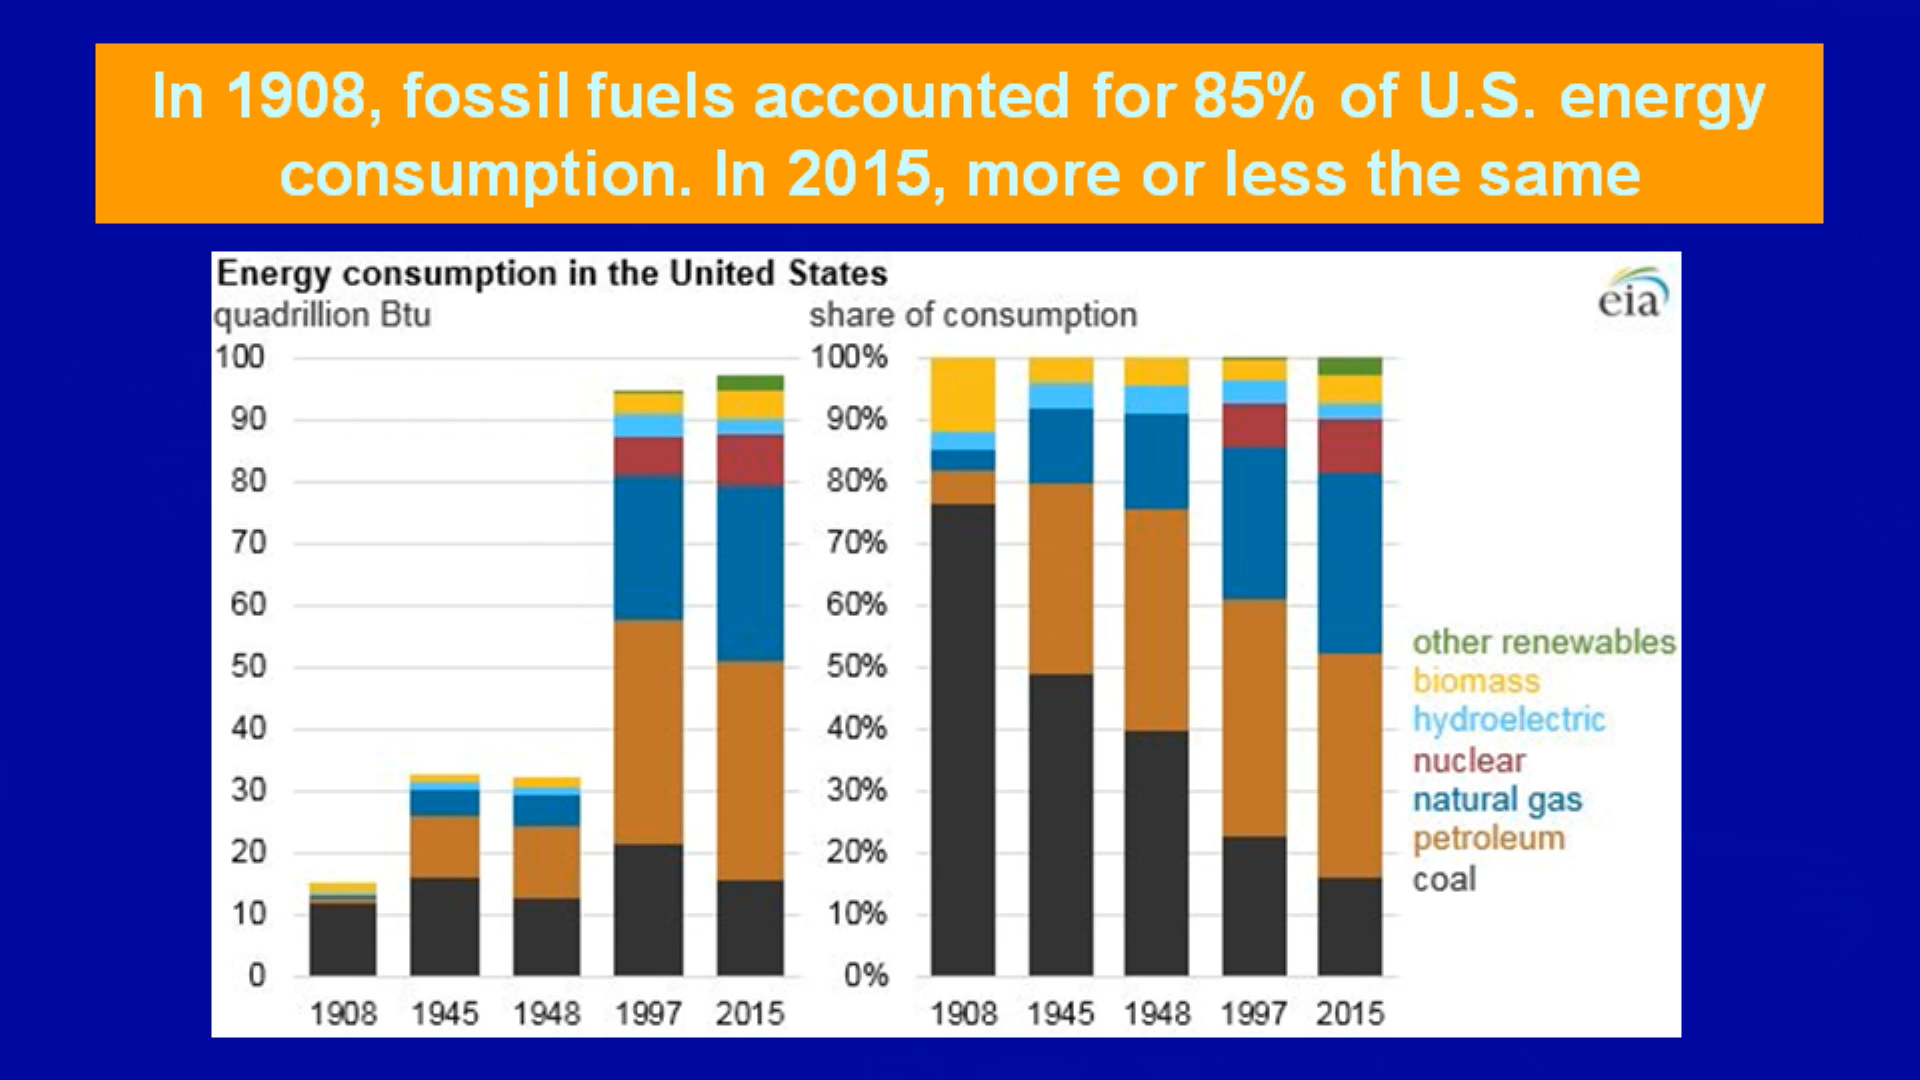 In 1908, fossil fuels accounted for 85% of U.S. energy
consumption. In 2015, more or less the same
Energy consumption in the United States
quadrillion Btu
share of consumption
eia
100
90
80
70
60
50
40
30
20
10
0
1908 1945 1948 1997 2015
100%
90%
80%
70%
60%
50%
40%
30%
20%
10%
0%
1908 1945 1948 1997 2015
other renewables
biomass
hydroelectric
nuclear
natural gas
petroleum
coal